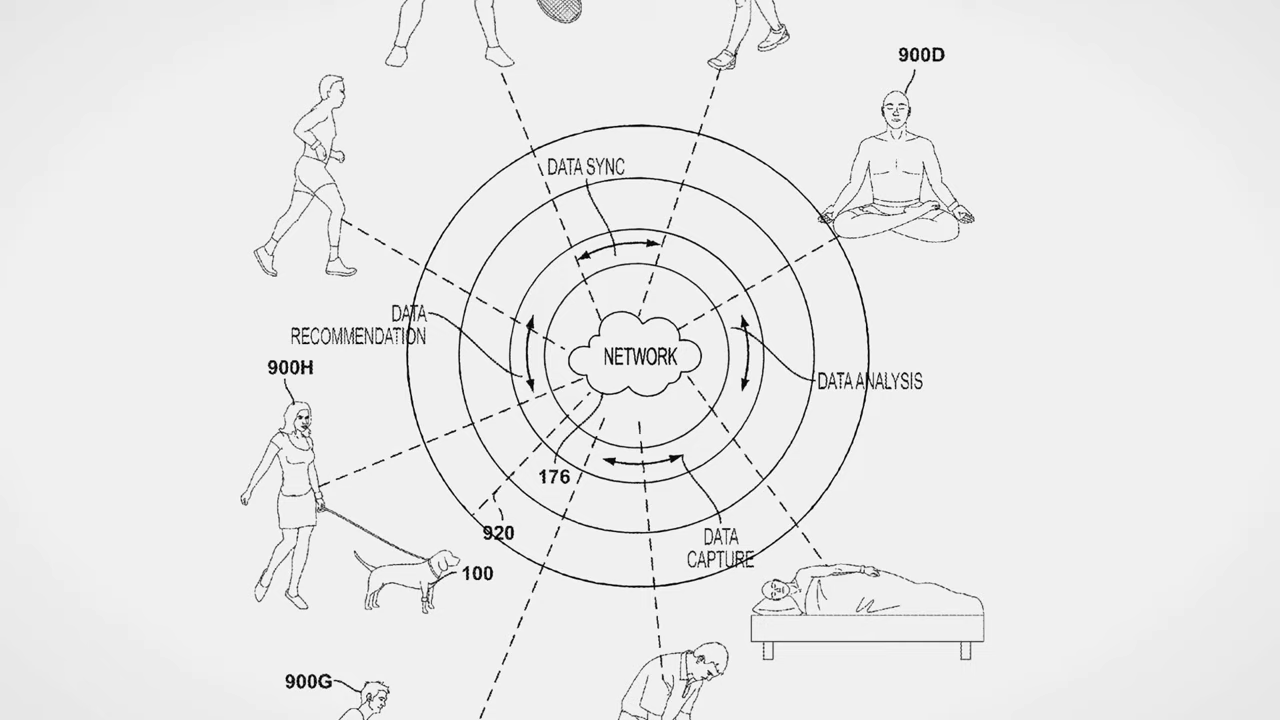 900D
DATA SYNC
DATA
RECOMMENDATION
NETWORK
900H
DATA ANALYSIS
176
920
DATA
CAPTURE
100
900G